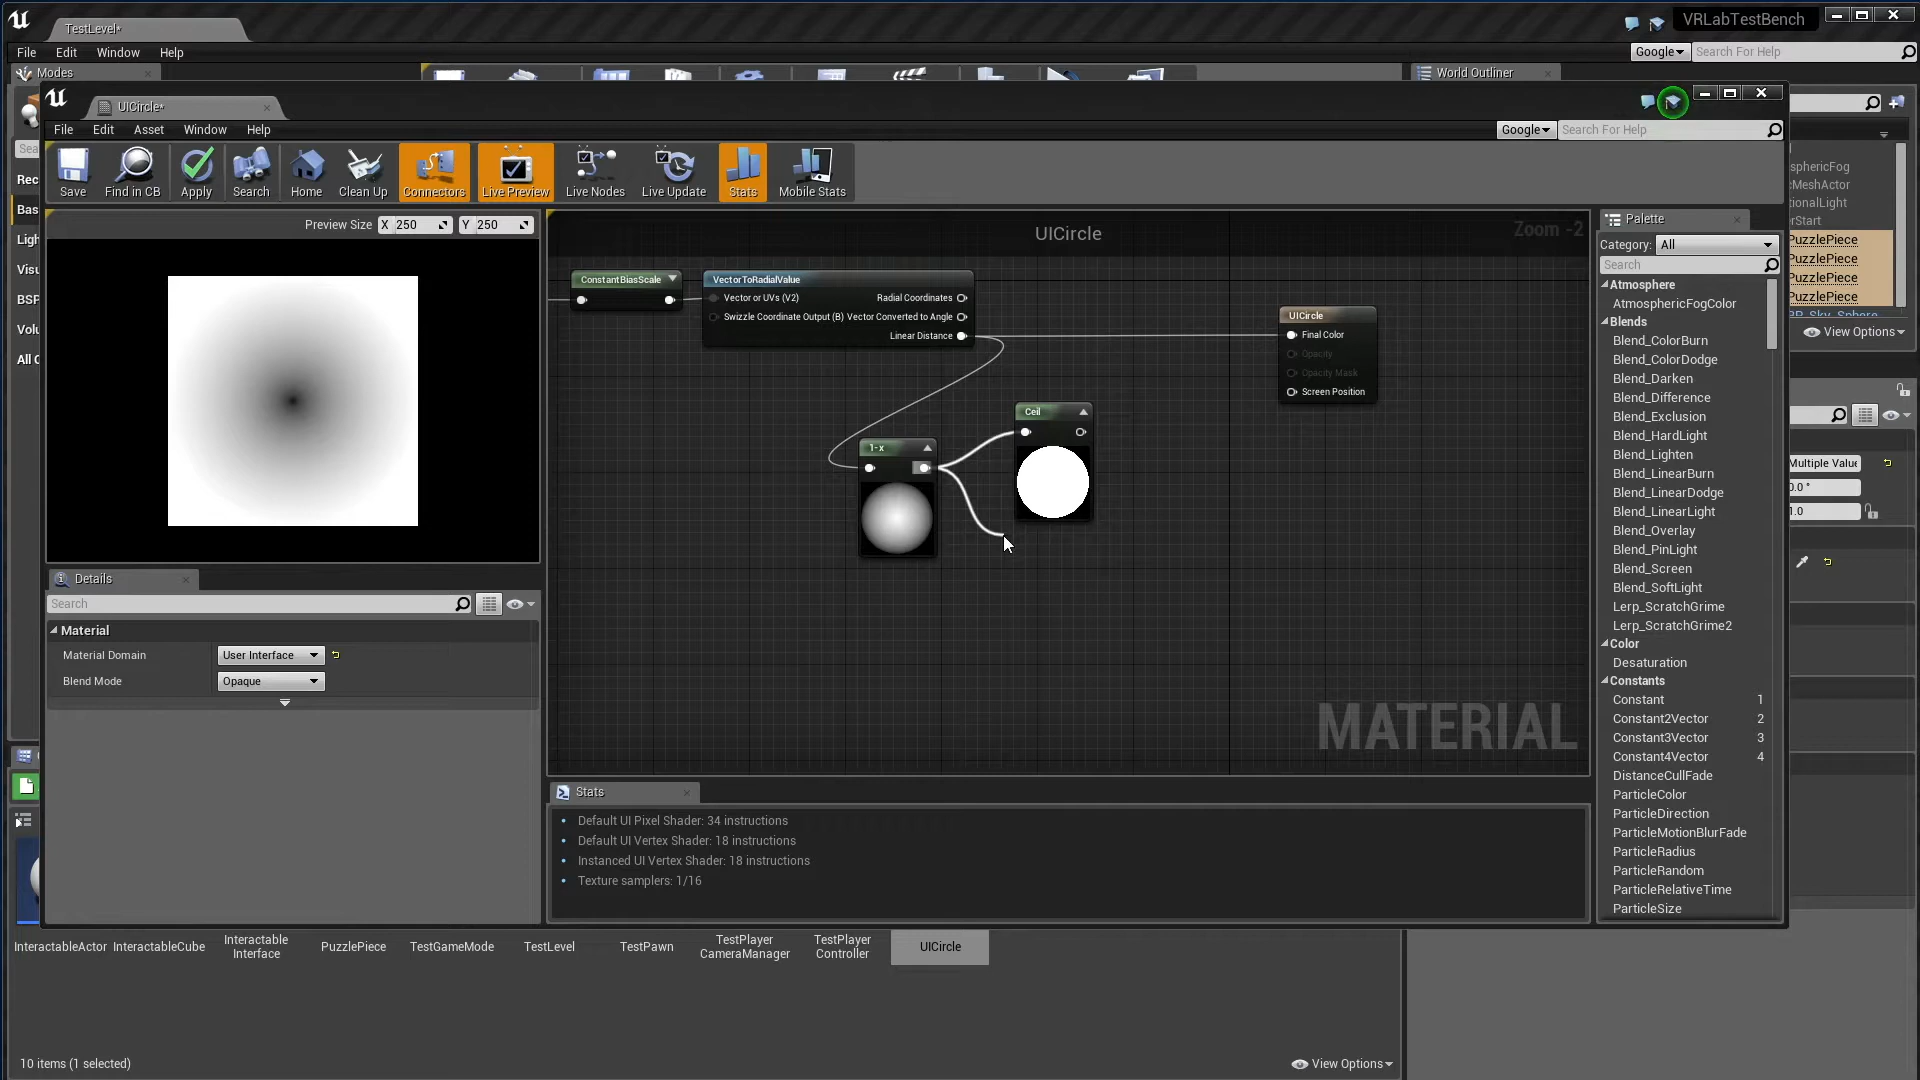 TestLevel*
VRLabTestBench
File Edit Window Help
Google Search For Help
Modes
World Outliner
UICircle*
File Edit Asset Window Help
Google Search For Help
Save
Find in CB
Apply
Search
Home
Clean Up
Connectors
Live Preview
Live Nodes
Live Update
Stats
Mobile Stats
Sea
Rec
Bas
Ligh
Visu
BSP
Volu
All C
Preview Size X 250 Y 250
UICircle
Zoom -2
ConstantBiasScale
VectorToRadialValue
Vector or UVs (V2) Radial Coordinates
Swizzle Coordinate Output (B) Vector Converted to Angle
Linear Distance
UICircle
Final Color
Opacity
Opacity Mask
Screen Position
Ceil
1-x
MATERIAL
Details
Search
Material
Material Domain User Interface
Blend Mode Opaque
Stats
Default UI Pixel Shader: 34 instructions
Default UI Vertex Shader: 18 instructions
Instanced UI Vertex Shader: 18 instructions
Texture samplers: 1/16
Palette
Category: All
Search
Atmosphere
AtmosphericFogColor
Blends
Blend_ColorBurn
Blend_ColorDodge
Blend_Darken
Blend_Difference
Blend_Exclusion
Blend_HardLight
Blend_Lighten
Blend_LinearBurn
Blend_LinearDodge
Blend_LinearLight
Blend_Overlay
Blend_PinLight
Blend_Screen
Blend_SoftLight
Lerp_ScratchGrime
Lerp_ScratchGrime2
Color
Desaturation
Constants
Constant 1
Constant2Vector 2
Constant3Vector 3
Constant4Vector 4
DistanceCullFade
ParticleColor
ParticleDirection
ParticleMotionBlurFade
ParticleRadius
ParticleRandom
ParticleRelativeTime
ParticleSize
sphericFog
MeshActor
tionalLight
rStart
PuzzlePiece
PuzzlePiece
PuzzlePiece
PuzzlePiece
View Options
Multiple Value
0.0 °
1.0
InteractableActor
InteractableCube
Interactable
Interface
PuzzlePiece
TestGameMode
TestLevel
TestPawn
TestPlayer
CameraManager
TestPlayer
Controller
UICircle
10 items (1 selected)
View Options